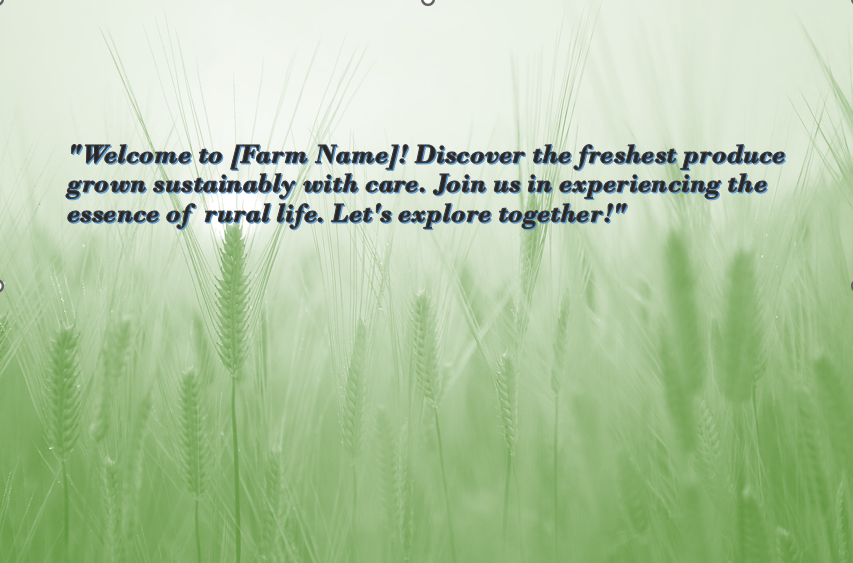 "Welcome to [Farm Name]! Discover the freshest produce
grown sustainably with care. Join us in experiencing the
essence of rural life. Let's explore together!"